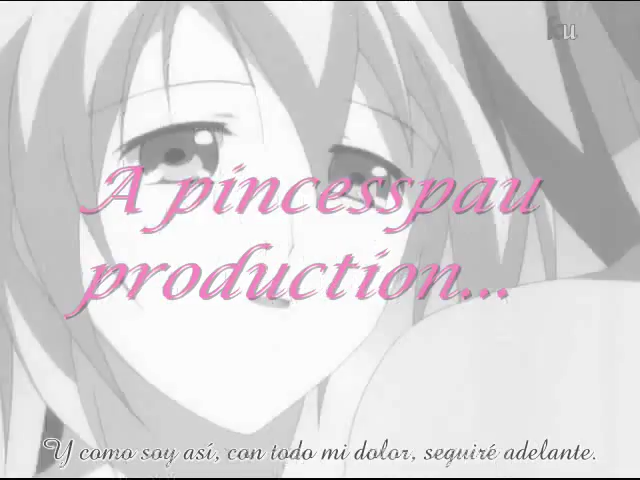 A pincesspau
production...
Y como soy así, con todo mi dolor, seguiré adelante.